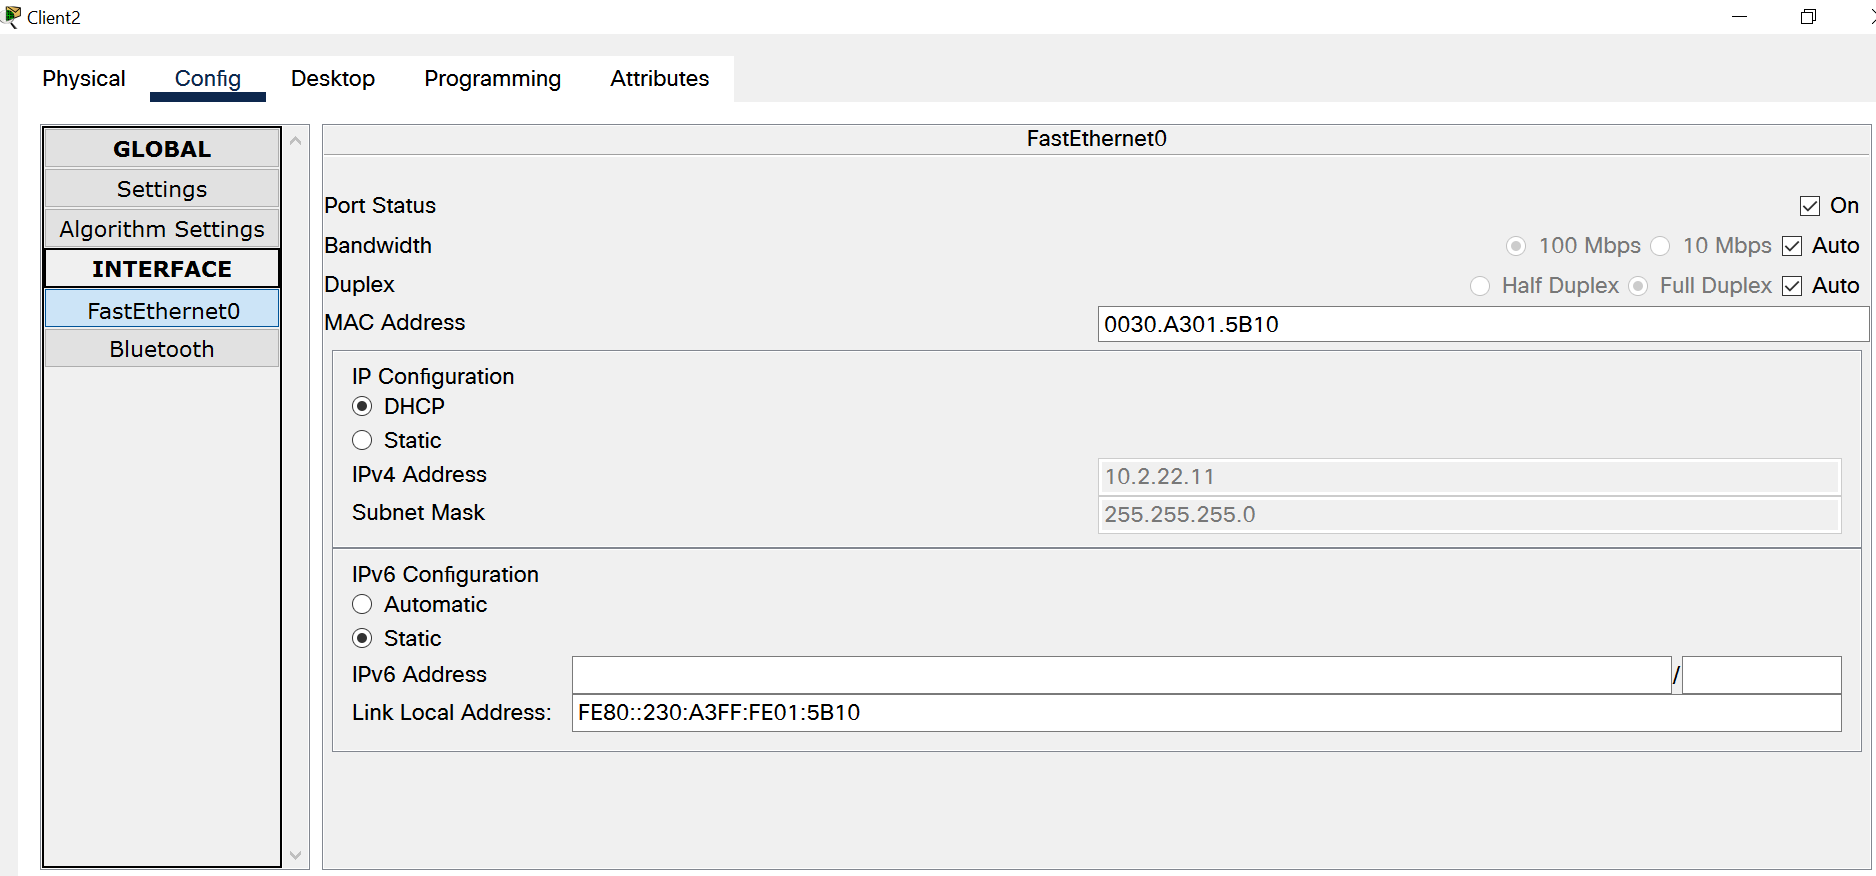 Client2
Physical Config Desktop Programming Attributes
GLOBAL
Settings
Algorithm Settings
INTERFACE
FastEthernet0
Bluetooth
FastEthernet0
Port Status On
Bandwidth 100 Mbps 10 Mbps Auto
Duplex Half Duplex Full Duplex Auto
MAC Address 0030.A301.5B10
IP Configuration
DHCP
Static
IPv4 Address 10.2.22.11
Subnet Mask 255.255.255.0
IPv6 Configuration
Automatic
Static
IPv6 Address /
Link Local Address: FE80::230:A3FF:FE01:5B10